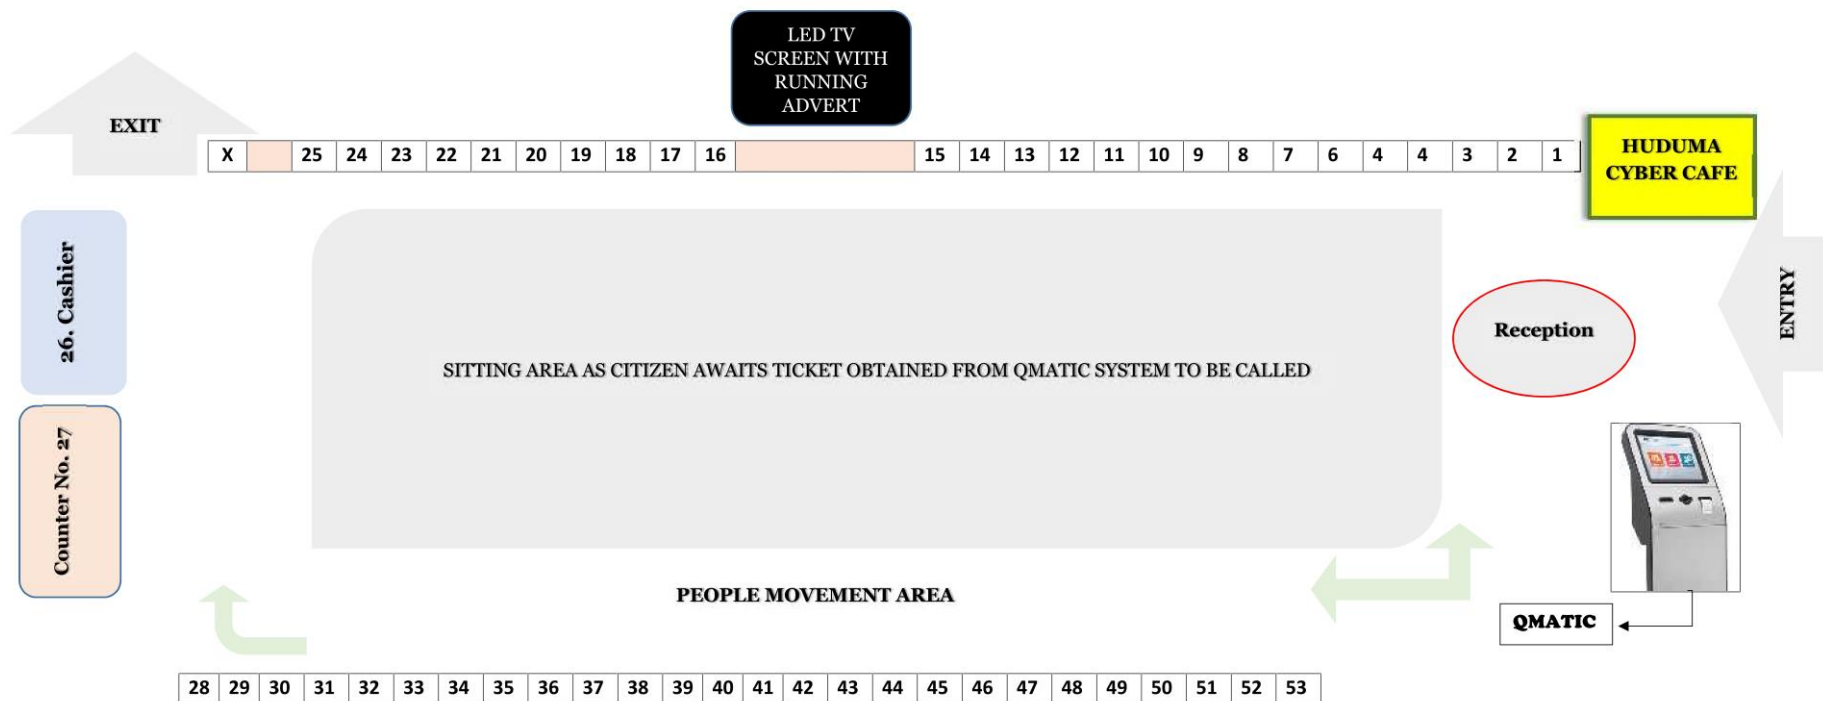 LED TV
SCREEN WITH
RUNNING
ADVERT
EXIT
X 25 24 23 22 21 20 19 18 17 16 15 14 13 12 11 10 9 8 7 6 4 4 3 2 1
HUDUMA
CYBER CAFE
26. Cashier
ENTRY
Reception
SITTING AREA AS CITIZEN AWAITS TICKET OBTAINED FROM QMATIC SYSTEM TO BE CALLED
Counter No. 27
PEOPLE MOVEMENT AREA
QMATIC
28 29 30 31 32 33 34 35 36 37 38 39 40 41 42 43 44 45 46 47 48 49 50 51 52 53